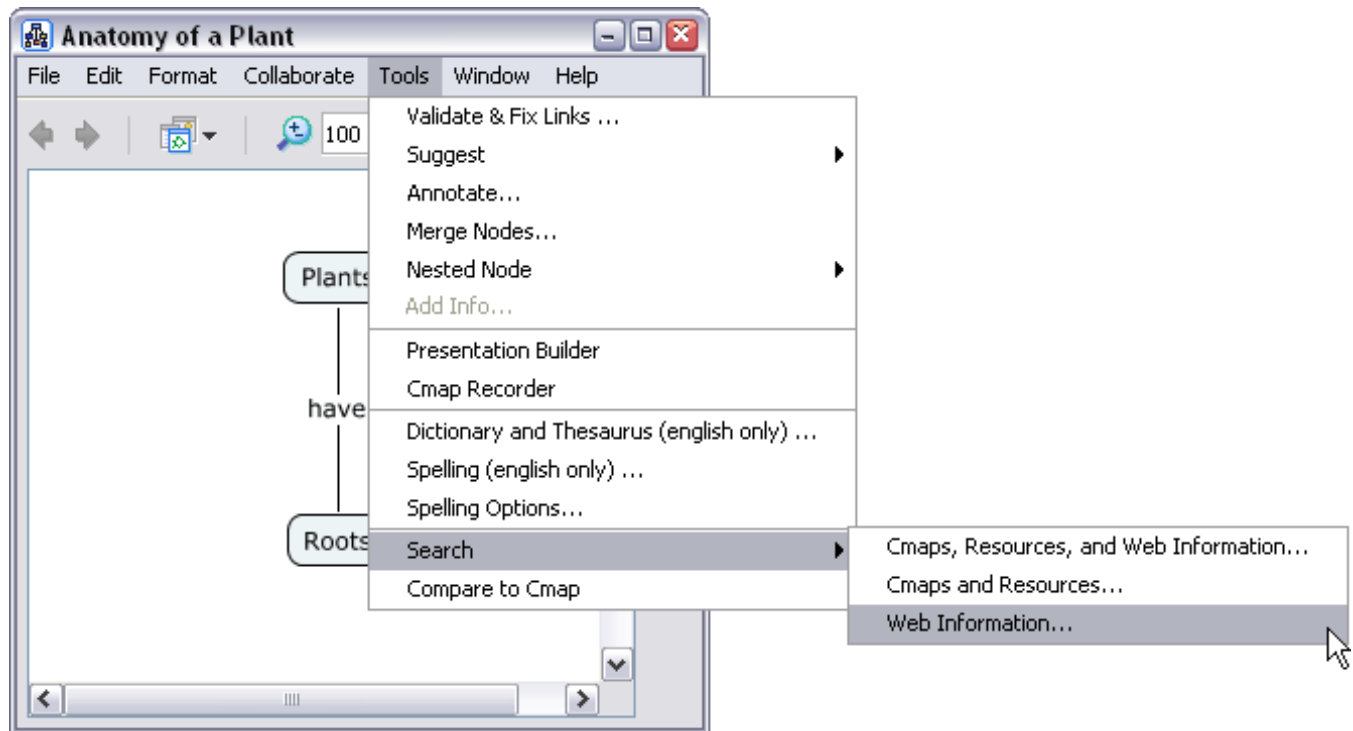 Anatomy of a Plant
File Edit Format Collaborate Tools Window Help
100
Validate & Fix Links ...
Suggest
Annotate...
Merge Nodes...
Nested Node
Add Info...
Presentation Builder
Cmap Recorder
Dictionary and Thesaurus (english only) ...
Spelling (english only) ...
Spelling Options...
Search
Compare to Cmap
Cmaps, Resources, and Web Information...
Cmaps and Resources...
Web Information...
Plants
have
Roots